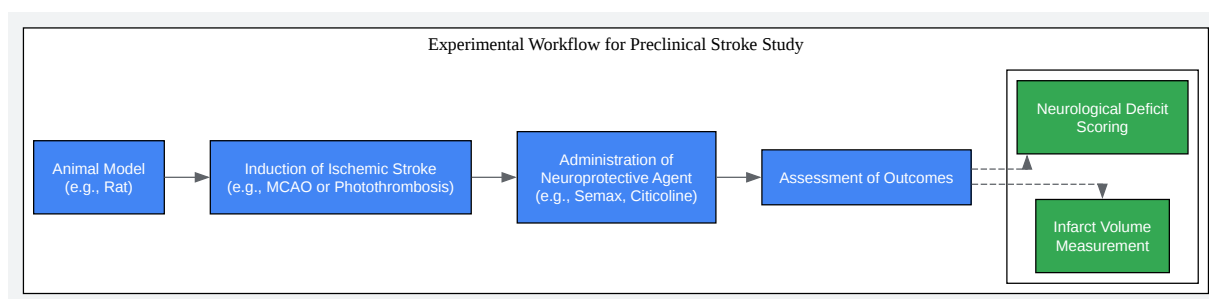 Experimental Workflow for Preclinical Stroke Study
Animal Model
(e.g., Rat)
Induction of Ischemic Stroke
(e.g., MCAO or Photothrombosis)
Administration of
Neuroprotective Agent
(e.g., Semax, Citicoline)
Assessment of Outcomes
Neurological Deficit
Scoring
Infarct Volume
Measurement